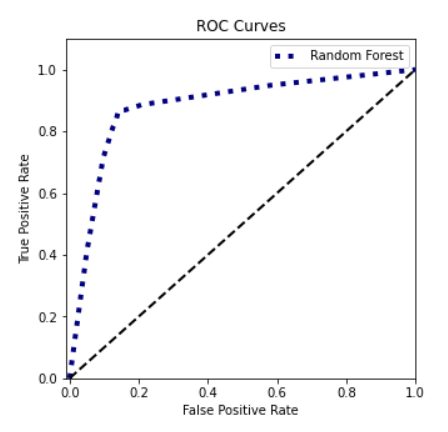 ROC Curves
Random Forest
True Positive Rate
1.0
0.8
0.6
0.4
0.2
0.0
0.0 0.2 0.4 0.6 0.8 1.0
False Positive Rate